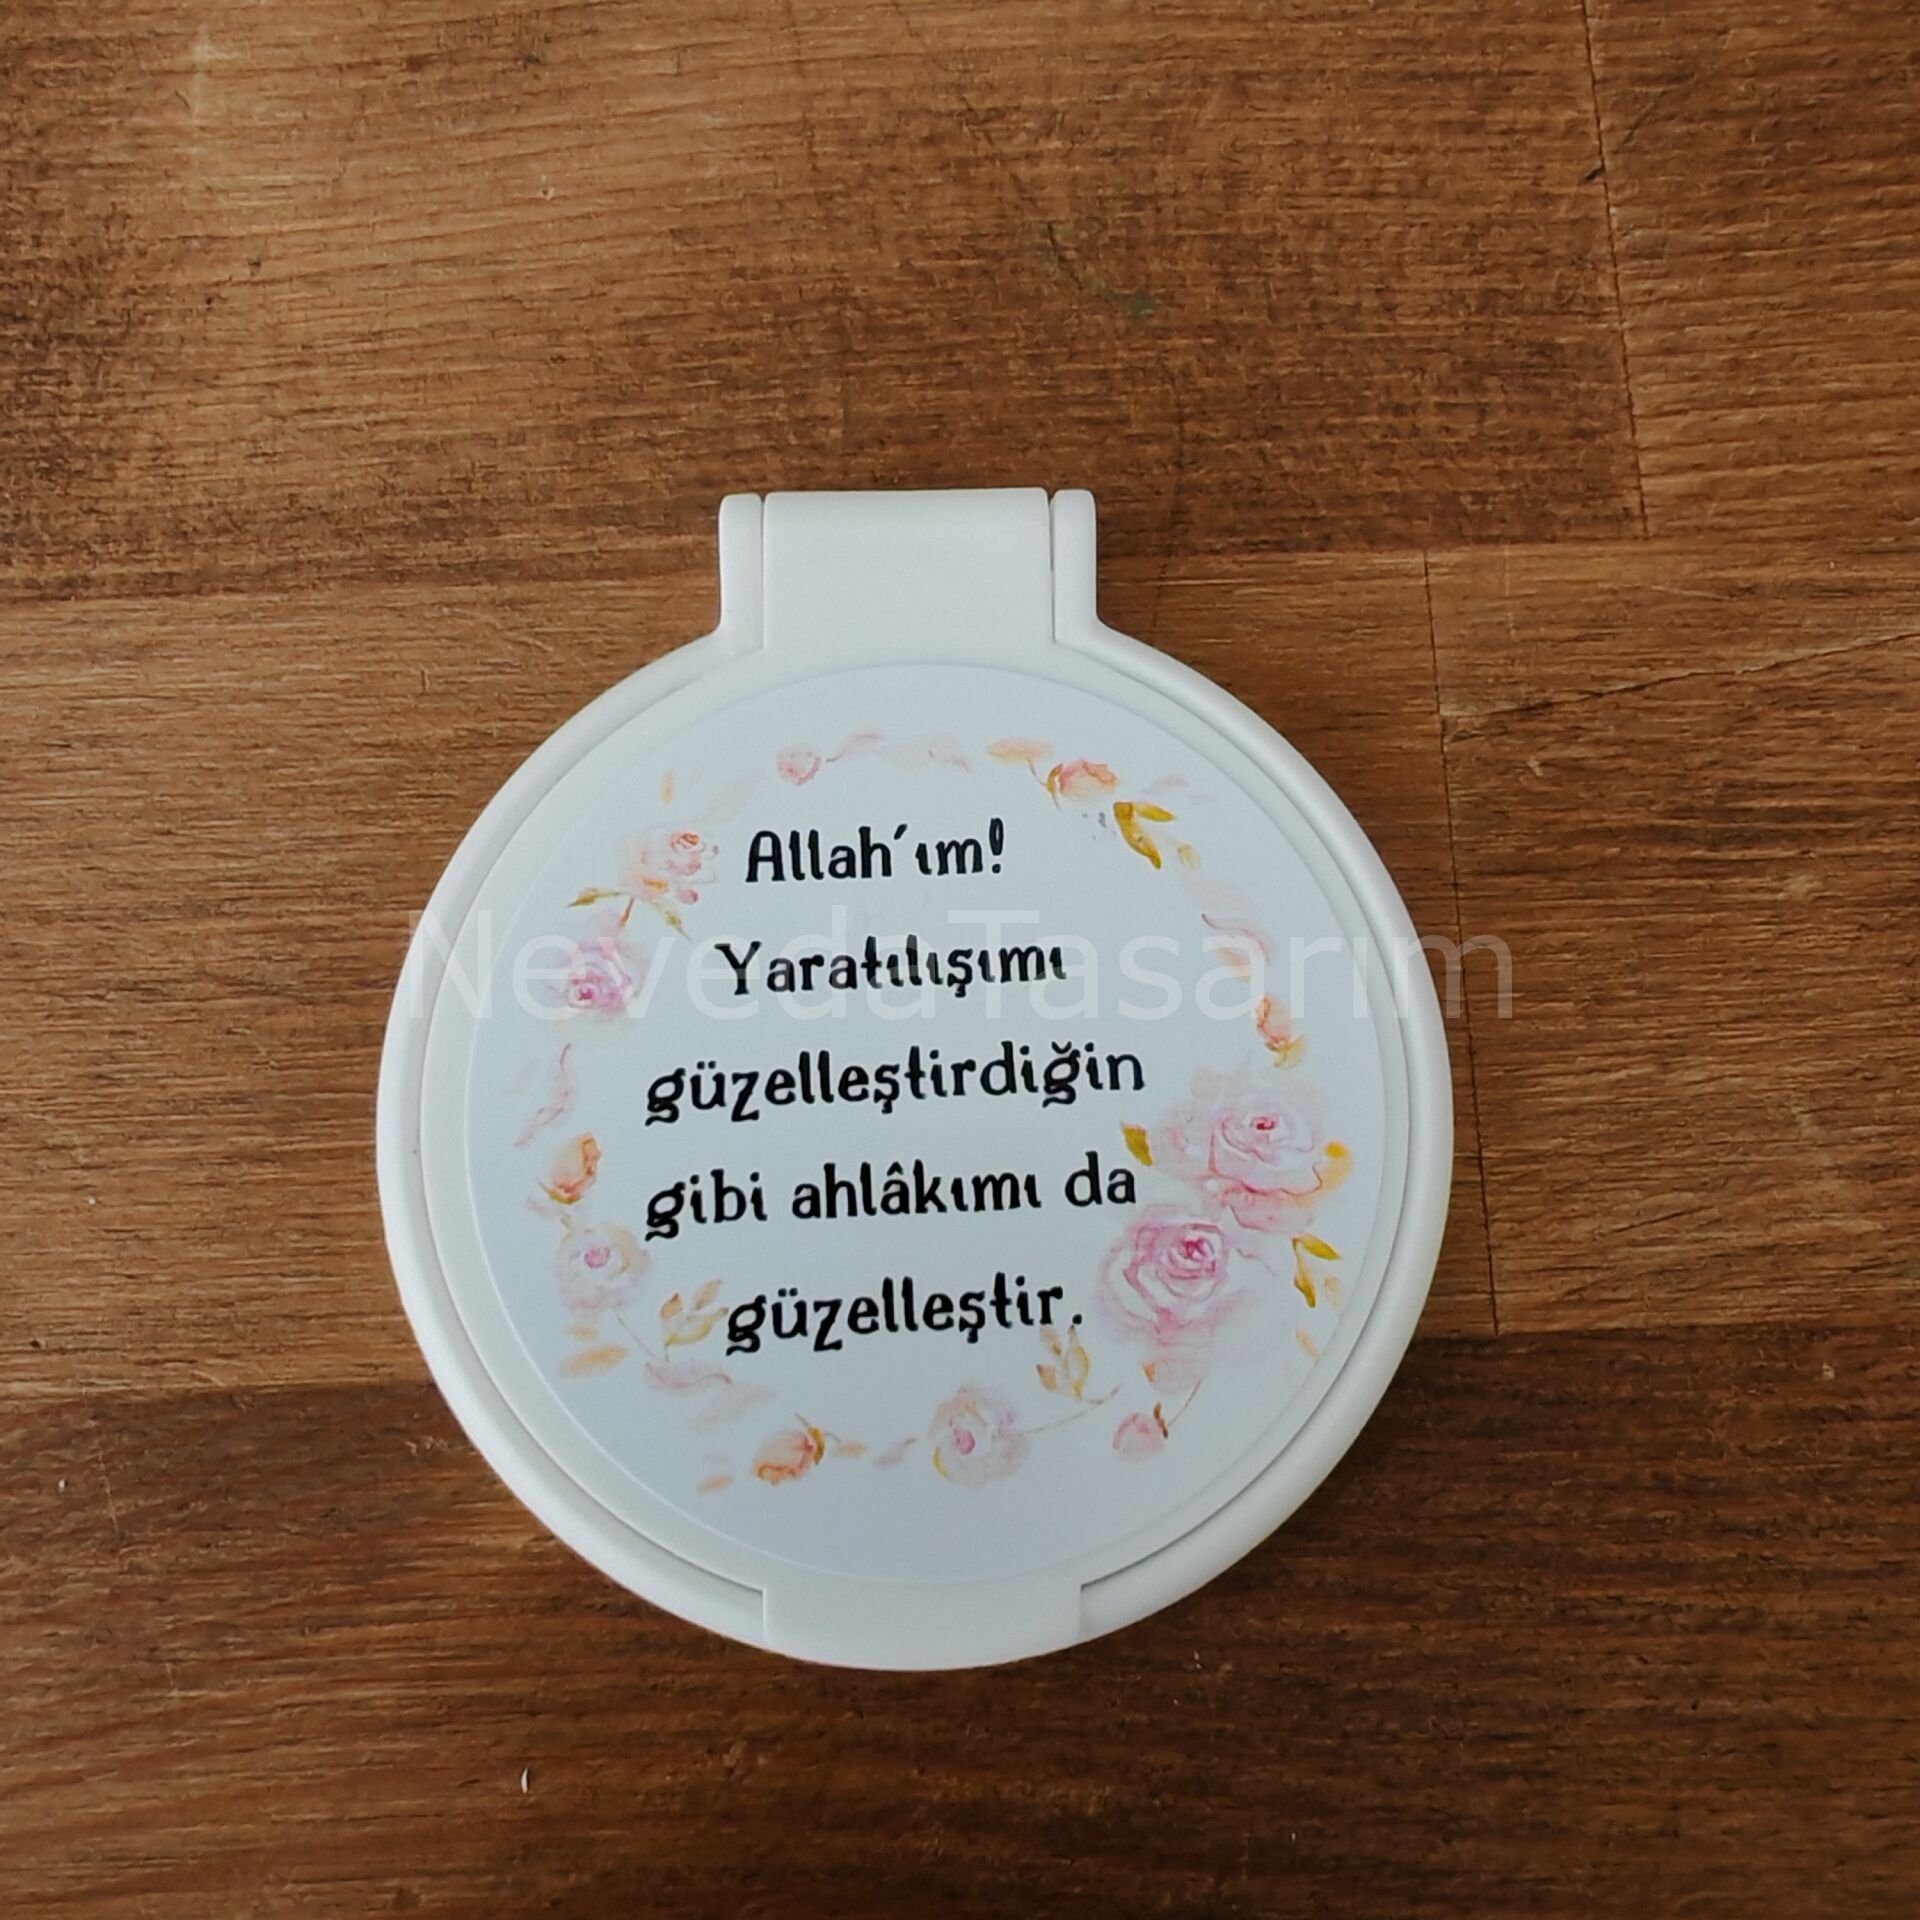 Allah'ım!
Yaratılışımı
NevedaTasarım
güzelleştirdiğin
gibi ahlâkımı da
güzelleştir.